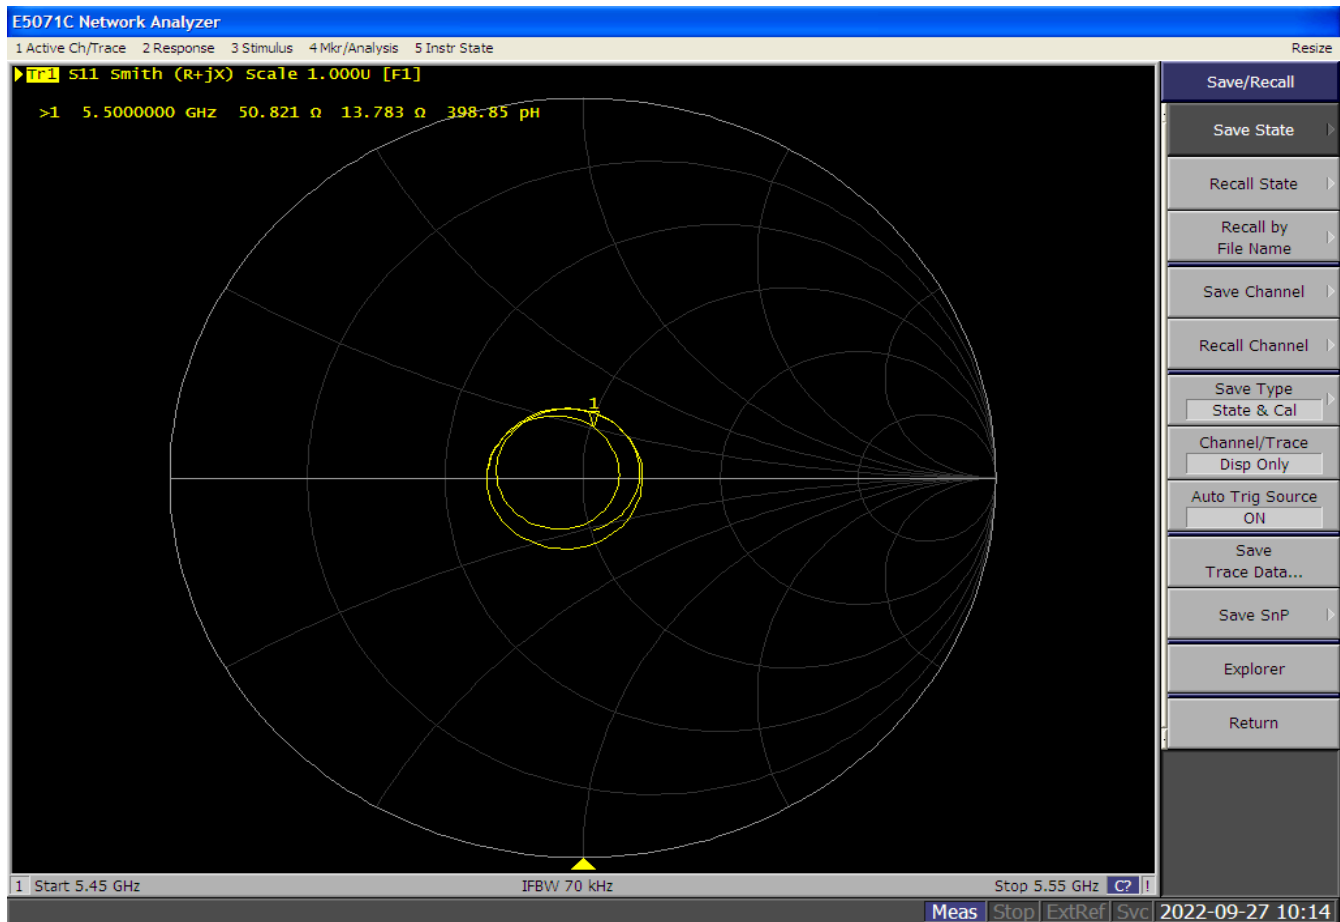 E5071C Network Analyzer
1 Active Ch/Trace 2 Response 3 Stimulus 4 Mkr/Analysis 5 Instr State Resize
Tr1 S11 Smith (R+jX) Scale 1.000U [F1]
>1 5.5000000 GHz 50.821 Ω 13.783 Ω 398.85 pH
1
Save/Recall
Save State
Recall State
Recall by
File Name
Save Channel
Recall Channel
Save Type
State & Cal
Channel/Trace
Disp Only
Auto Trig Source
ON
Save
Trace Data...
Save SnP
Explorer
Return
1 Start 5.45 GHz IFBW 70 kHz Stop 5.55 GHz C? !
Meas Stop ExtRef Svc 2022-09-27 10:14